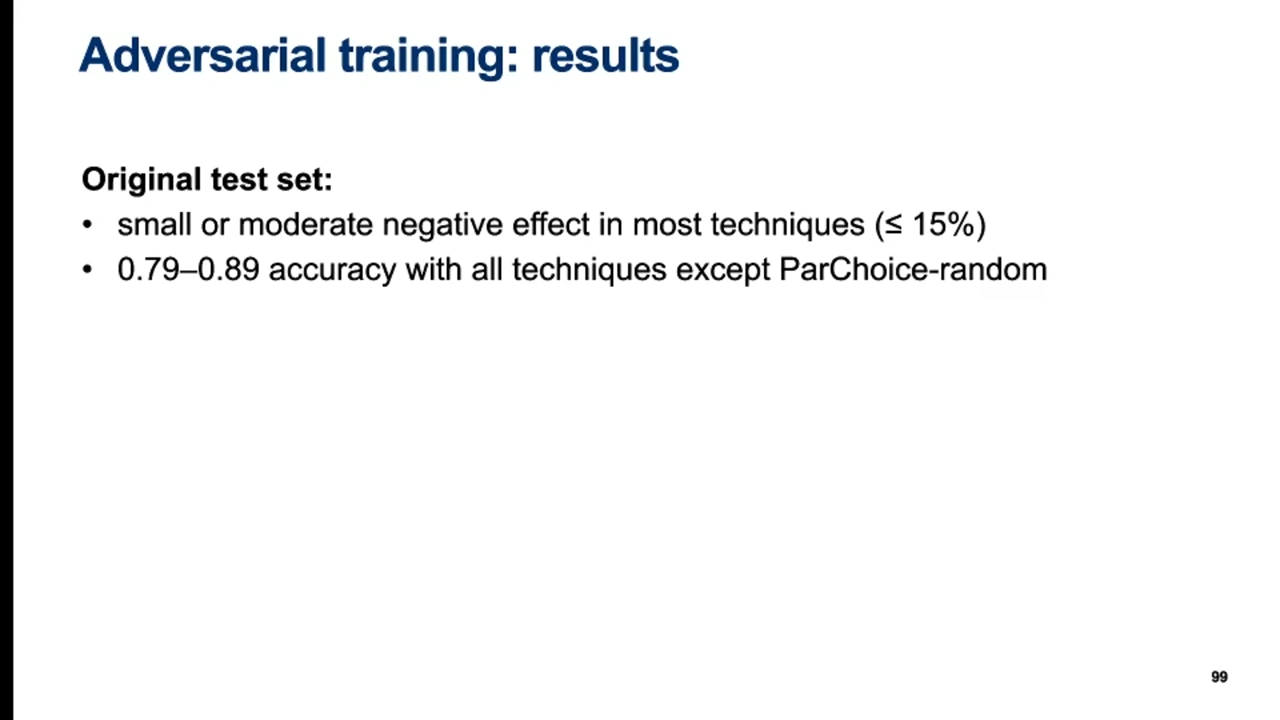 Adversarial training: results
Original test set:
• small or moderate negative effect in most techniques (≤ 15%)
• 0.79–0.89 accuracy with all techniques except ParChoice-random
99